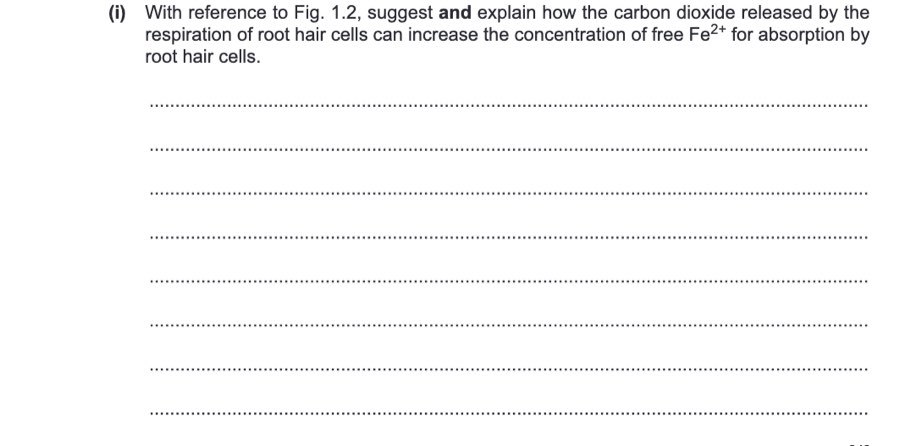 (i) With reference to Fig. 1.2, suggest and explain how the carbon dioxide released by the
respiration of root hair cells can increase the concentration of free Fe²⁺ for absorption by
root hair cells.